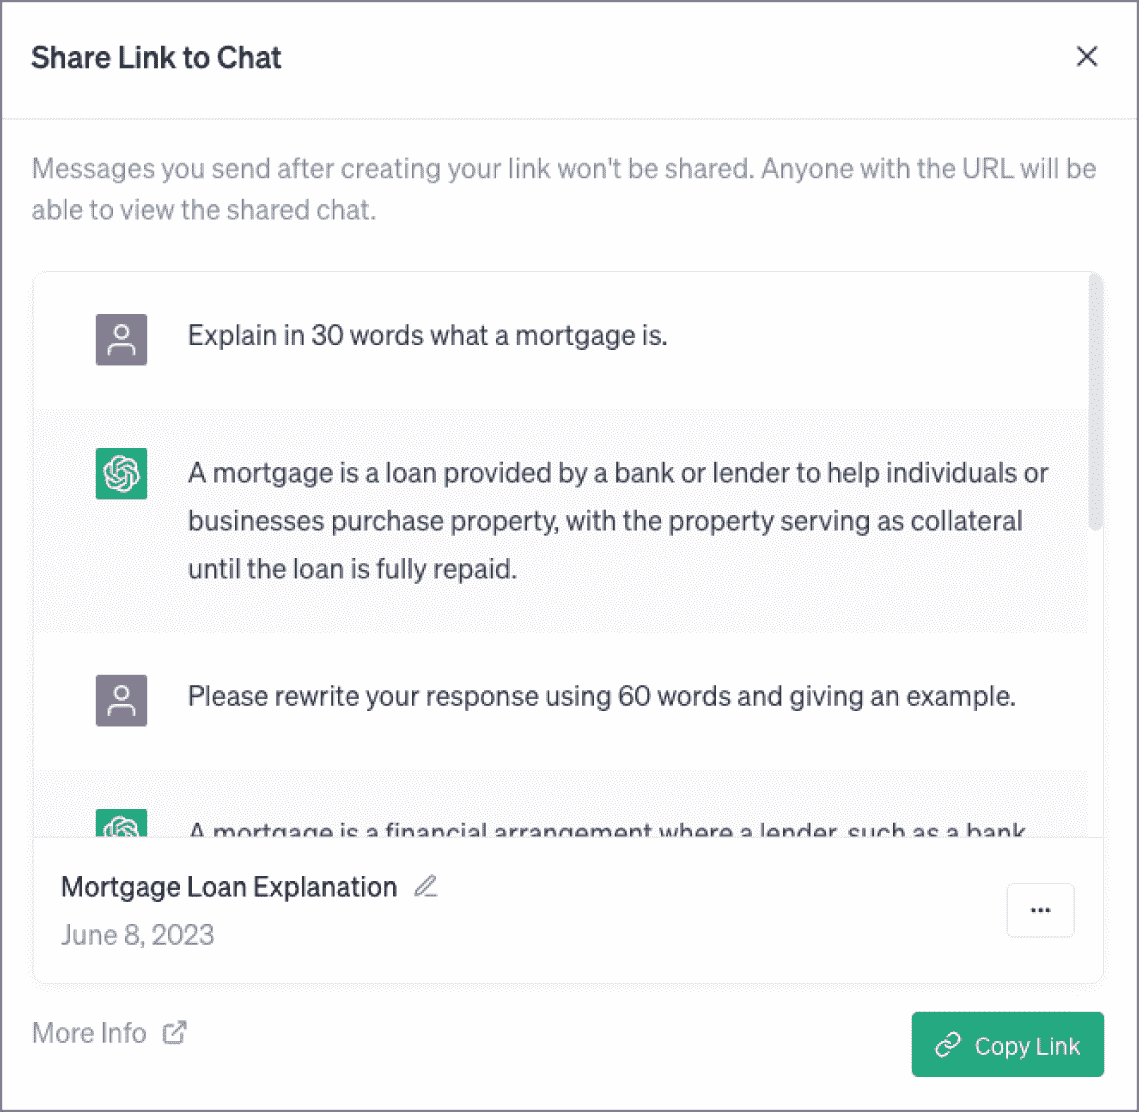 Share Link to Chat
Messages you send after creating your link won't be shared. Anyone with the URL will be
able to view the shared chat.
Explain in 30 words what a mortgage is.
A mortgage is a loan provided by a bank or lender to help individuals or
businesses purchase property, with the property serving as collateral
until the loan is fully repaid.
Please rewrite your response using 60 words and giving an example.
A mortgage is a financial arrangement where a lender, such as a bank
Mortgage Loan Explanation
June 8, 2023
More Info
Copy Link